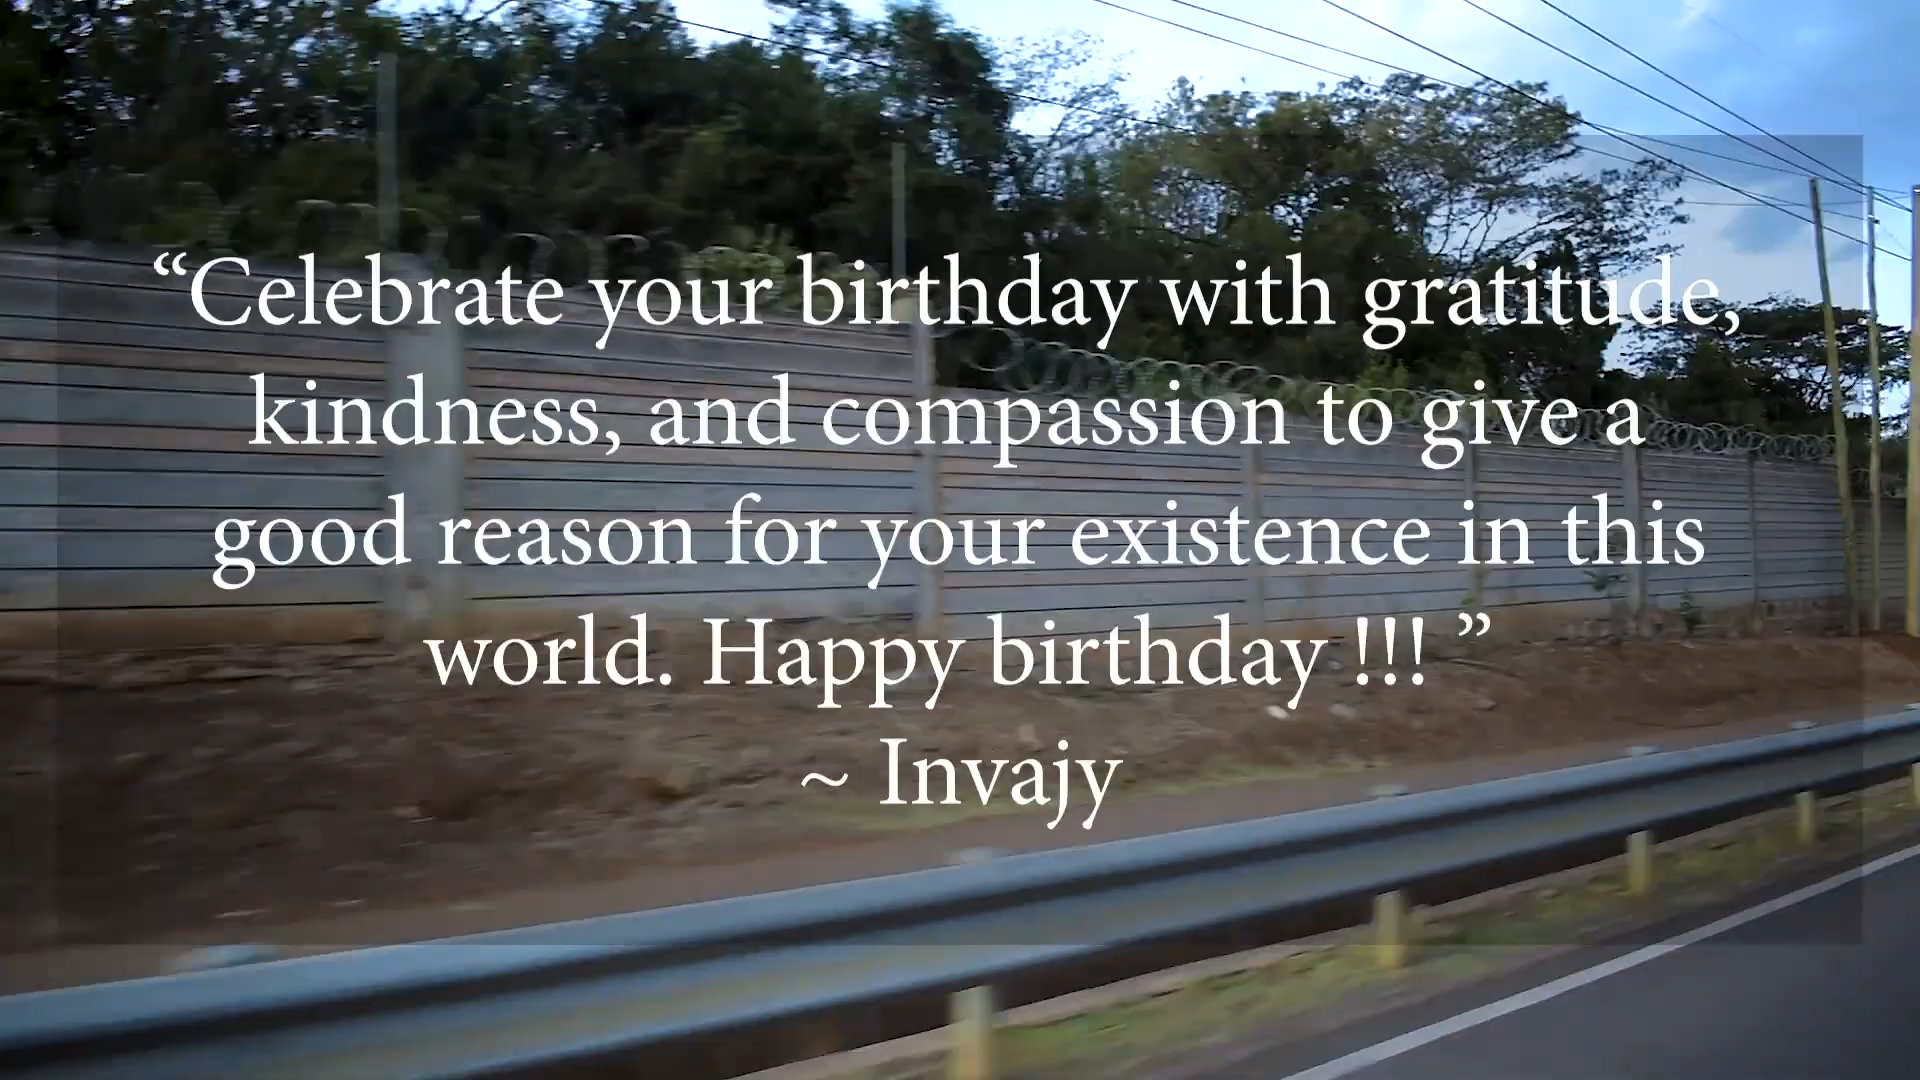 “Celebrate your birthday with gratitude,
kindness, and compassion to give a
good reason for your existence in this
world. Happy birthday !!! ”
~ Invajy